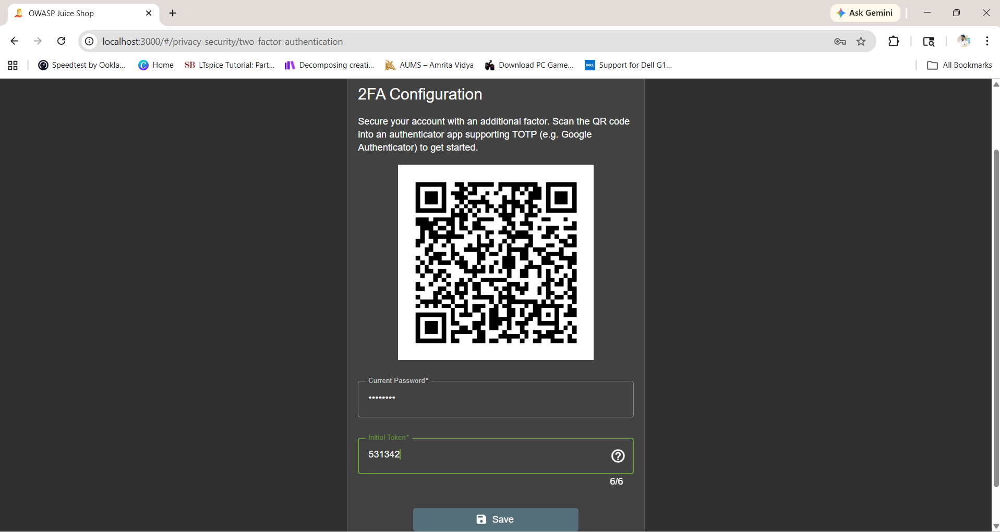 OWASP Juice Shop
Ask Gemini
localhost:3000/#/privacy-security/two-factor-authentication
Speedtest by Ookla...
Home
SB LTspice Tutorial: Part...
Decomposing creati...
AUMS – Amrita Vidya
Download PC Game...
DELL Support for Dell G1...
All Bookmarks
2FA Configuration
Secure your account with an additional factor. Scan the QR code
into an authenticator app supporting TOTP (e.g. Google
Authenticator) to get started.
Current Password*
••••••••
Initial Token*
531342
6/6
Save